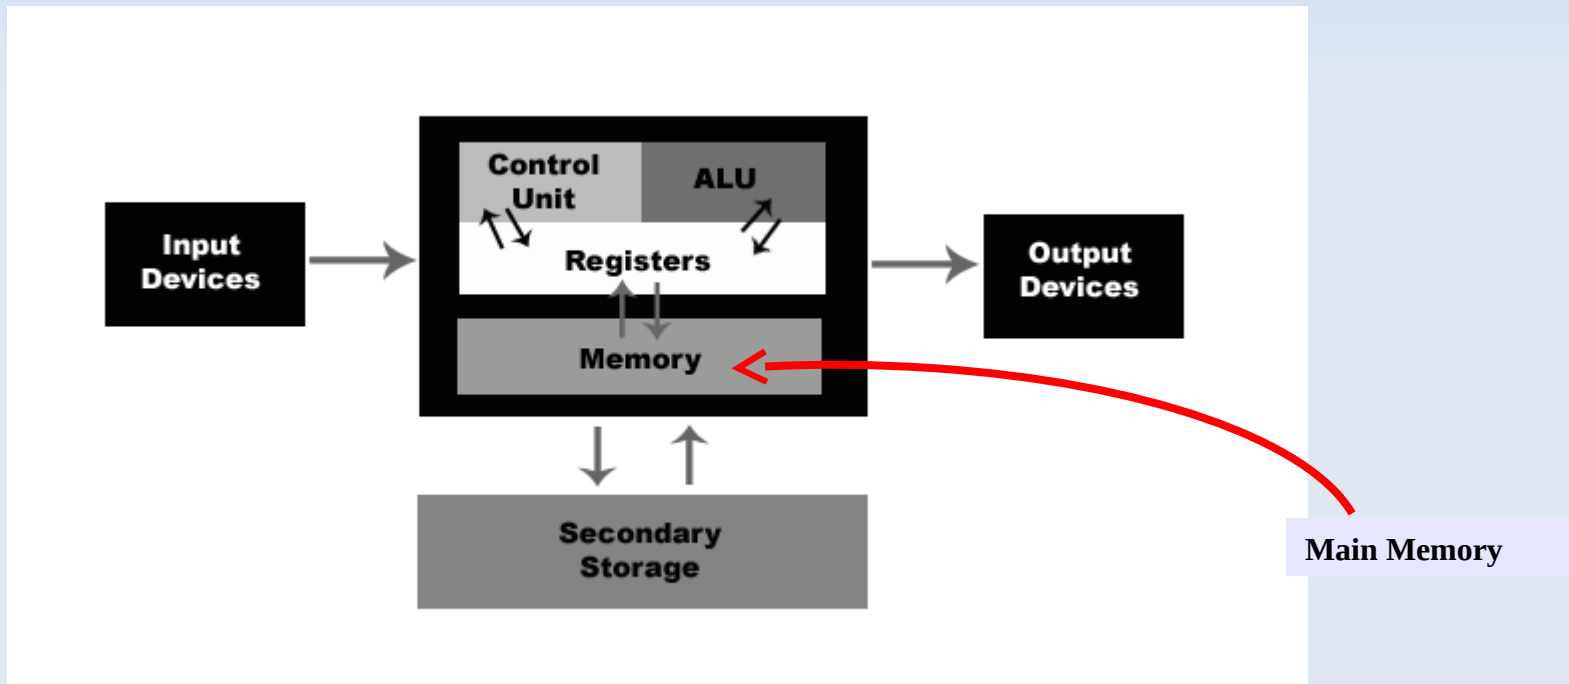 Control
Unit
ALU
Input
Devices
Registers
Output
Devices
Memory
Secondary
Storage
Main Memory